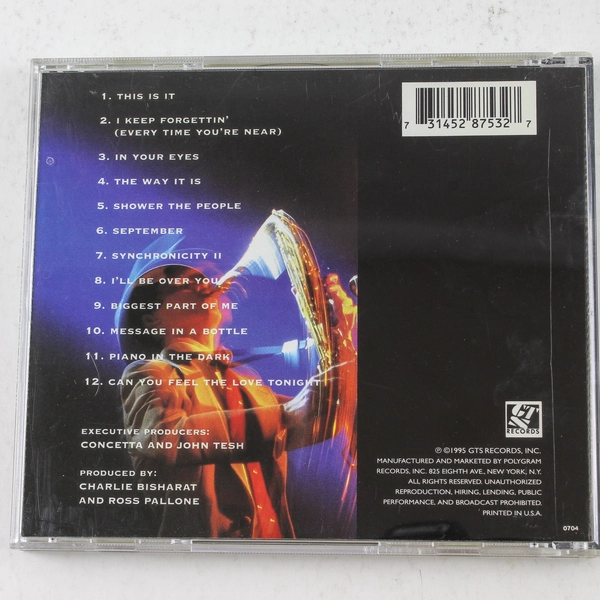 1. THIS IS IT
2. I KEEP FORGETTIN'
(EVERY TIME YOU'RE NEAR)
3. IN YOUR EYES
4. THE WAY IT IS
5. SHOWER THE PEOPLE
6. SEPTEMBER
7. SYNCHRONICITY II
8. I'LL BE OVER YOU
9. BIGGEST PART OF ME
10. MESSAGE IN A BOTTLE
11. PIANO IN THE DARK
12. CAN YOU FEEL THE LOVE TONIGHT
EXECUTIVE PRODUCERS:
CONCETTA AND JOHN TESH
PRODUCED BY:
CHARLIE BISHARAT
AND ROSS PALLONE
7 31452 87532 7
RECORDS
℗ ©1995 GTS RECORDS, INC.
MANUFACTURED AND MARKETED BY POLYGRAM
RECORDS, INC. 825 EIGHTH AVE., NEW YORK, N.Y.
ALL RIGHTS RESERVED. UNAUTHORIZED
REPRODUCTION, HIRING, LENDING, PUBLIC
PERFORMANCE, AND BROADCAST PROHIBITED.
PRINTED IN U.S.A.
0704